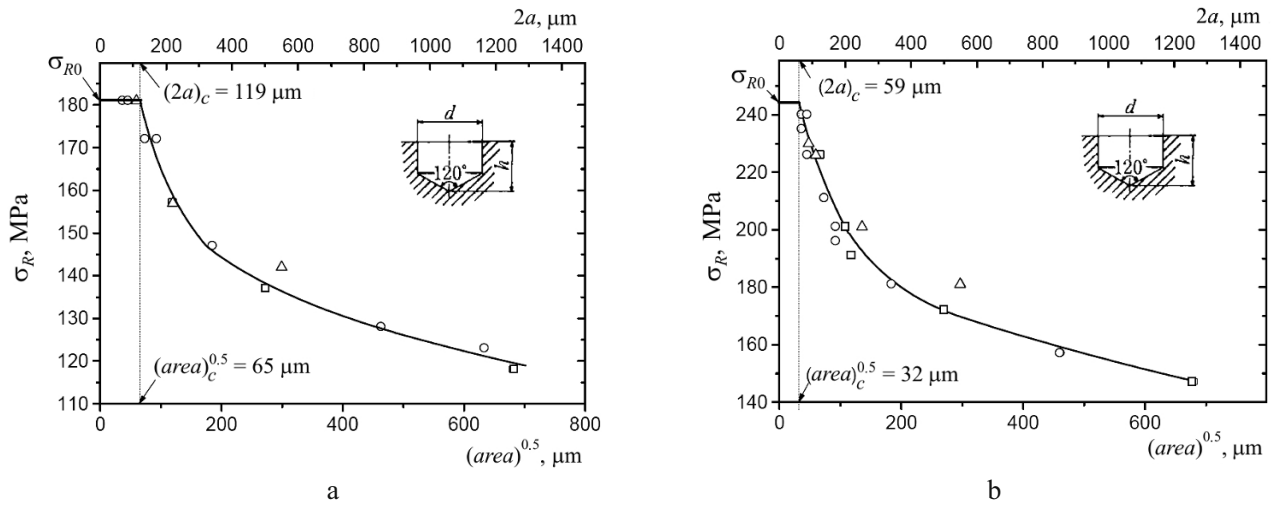 2a, μm
0 200 400 600 800 1000 1200 1400
σR0
(2a)c = 119 μm
180
170
160
150
140
130
120
110
σR, MPa
d
120°
h
(area)c0.5 = 65 μm
0 200 400 600 800
(area)0.5, μm
a
2a, μm
0 200 400 600 800 1000 1200 1400
σR0
(2a)c = 59 μm
240
220
200
180
160
140
σR, MPa
d
120°
h
(area)c0.5 = 32 μm
0 200 400 600
(area)0.5, μm
b